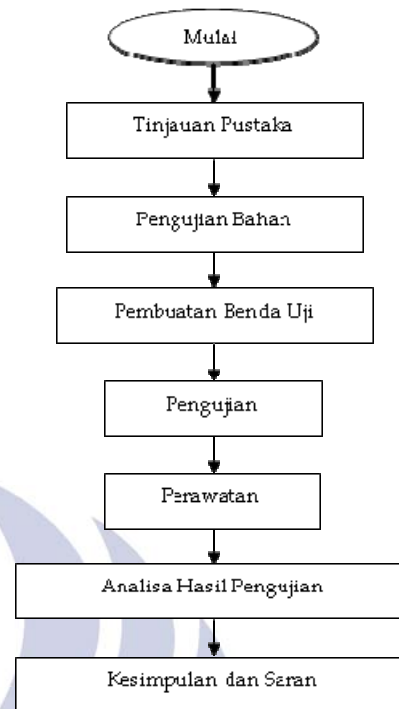 Mulai
Tinjauan Pustaka
Pengujian Bahan
Pembuatan Benda Uji
Pengujian
Perawatan
Analisa Hasil Pengujian
Kesimpulan dan Saran